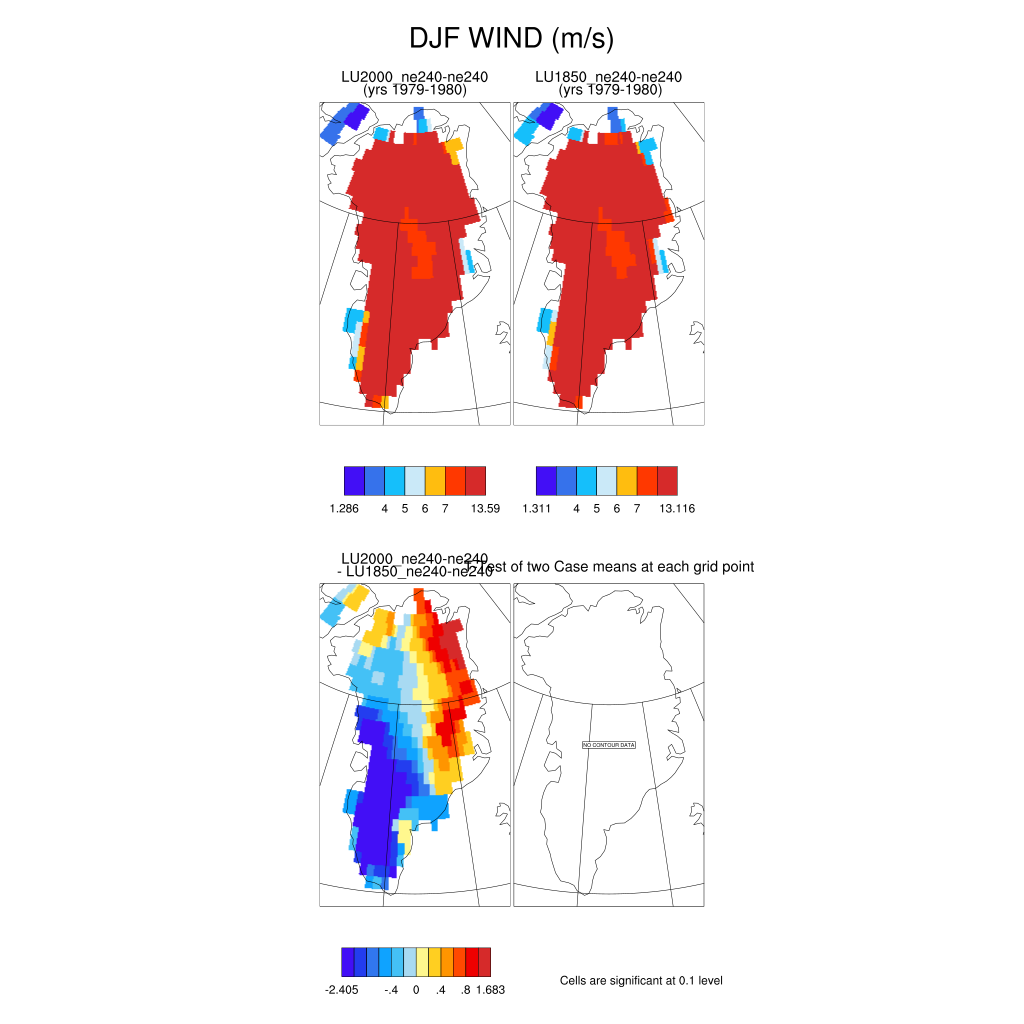 DJF WIND (m/s)
LU2000_ne240-ne240
(yrs 1979-1980)
LU1850_ne240-ne240
(yrs 1979-1980)
1.286 4 5 6 7 13.59
1.311 4 5 6 7 13.116
LU2000_ne240-ne240
- LU1850_ne240-ne240
T-Test of two Case means at each grid point
NO CONTOUR DATA
-2.405 -.4 0 .4 .8 1.683
Cells are significant at 0.1 level